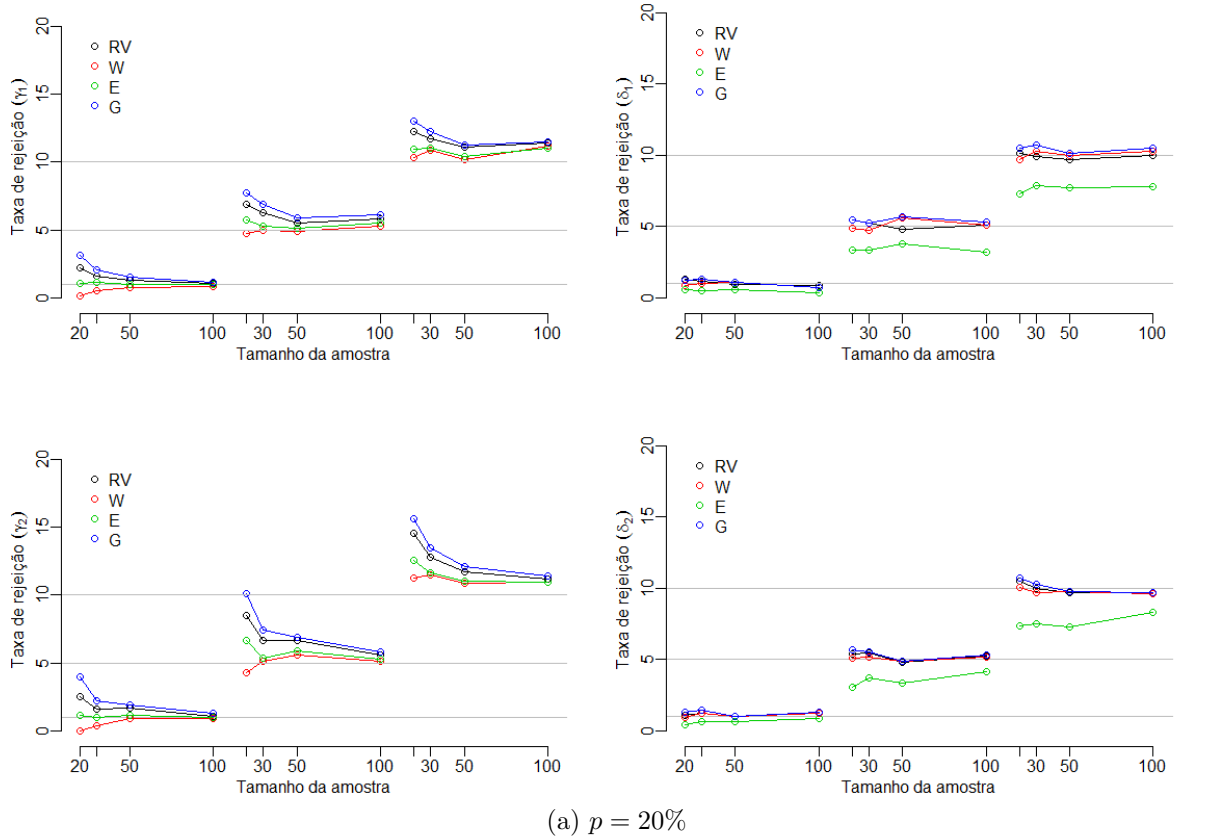 Taxa de rejeição (γ1)
20
15
10
5
0
RV
W
E
G
20 50 100 30 50 100 30 50 100
Tamanho da amostra
Taxa de rejeição (δ1)
20
15
10
5
0
RV
W
E
G
20 50 100 30 50 100 30 50 100
Tamanho da amostra
Taxa de rejeição (γ2)
20
15
10
5
0
RV
W
E
G
20 50 100 30 50 100 30 50 100
Tamanho da amostra
Taxa de rejeição (δ2)
20
15
10
5
0
RV
W
E
G
20 50 100 30 50 100 30 50 100
Tamanho da amostra
(a) p = 20%